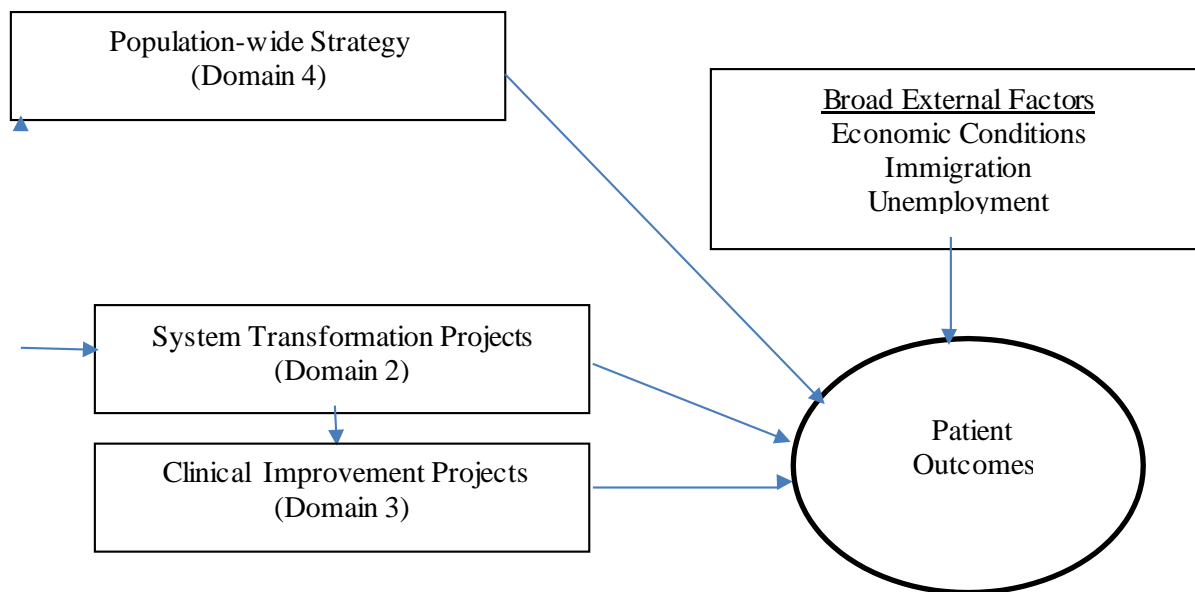 Population-wide Strategy
(Domain 4)
Broad External Factors
Economic Conditions
Immigration
Unemployment
System Transformation Projects
(Domain 2)
Clinical Improvement Projects
(Domain 3)
Patient
Outcomes